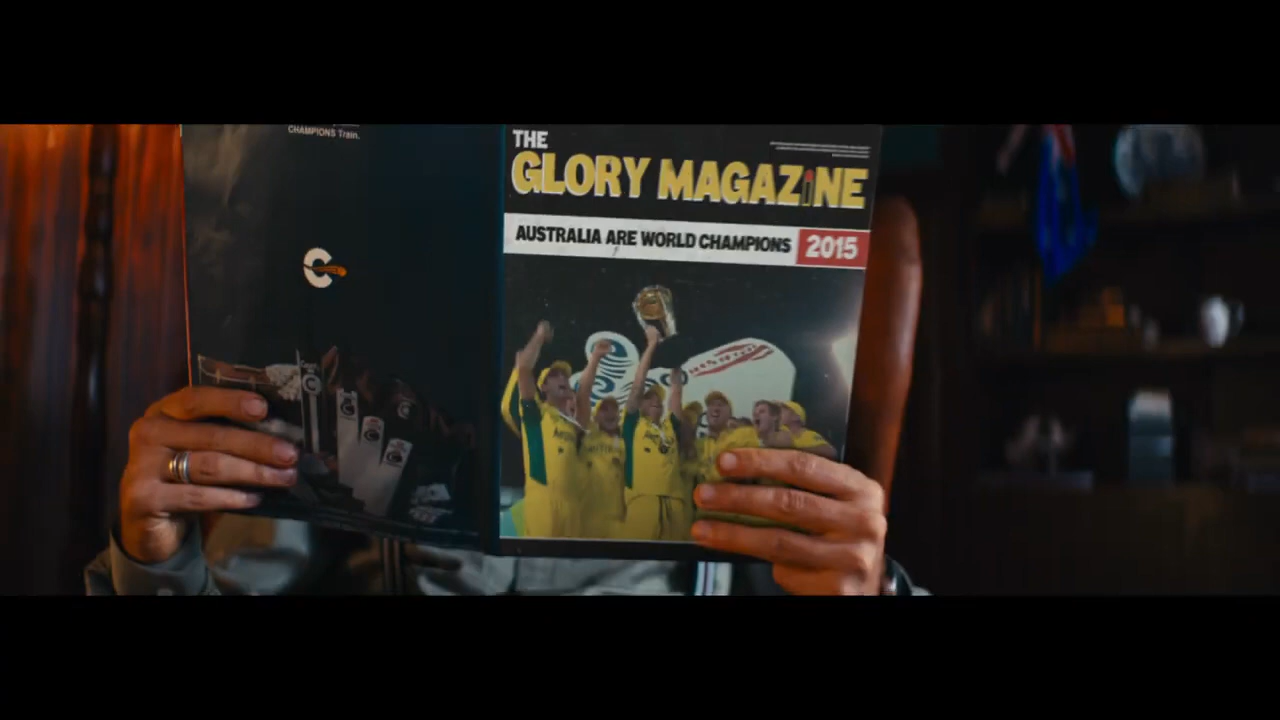 CHAMPIONS Train.
THE
GLORY MAGAZINE
AUSTRALIA ARE WORLD CHAMPIONS 2015